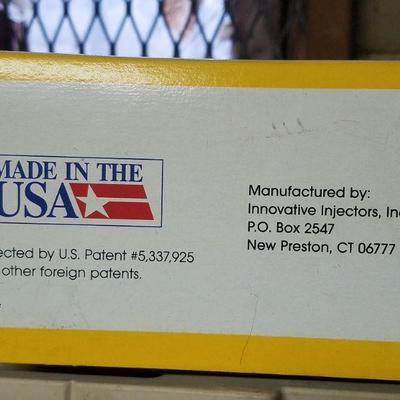 MADE IN THE
USA
ected by U.S. Patent #5,337,925
other foreign patents.
Manufactured by:
Innovative Injectors, Inc
P.O. Box 2547
New Preston, CT 06777